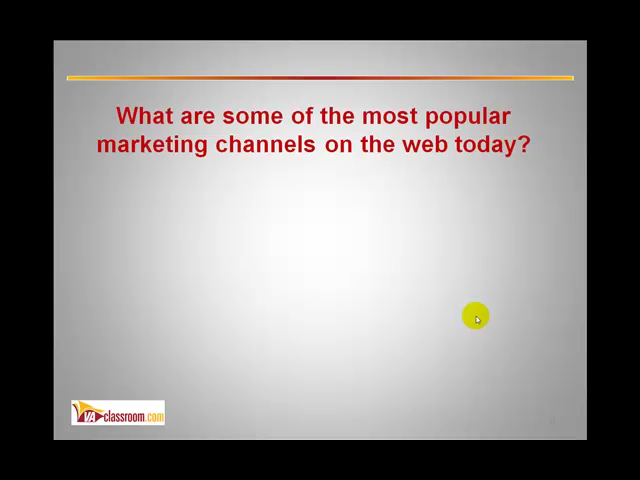 What are some of the most popular
marketing channels on the web today?
VAclassroom.com